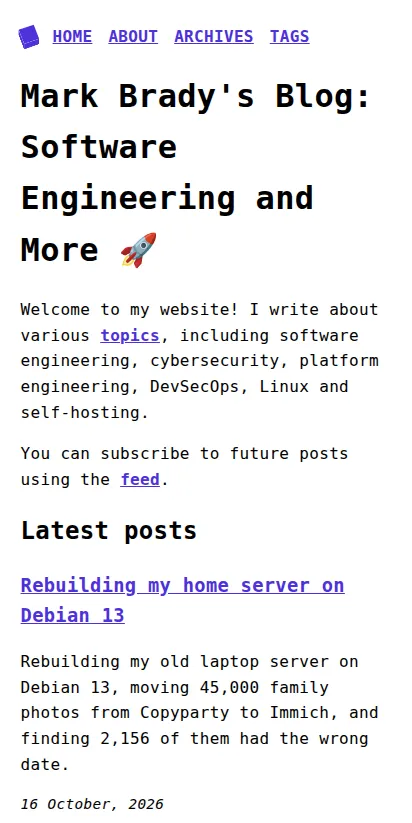 HOME ABOUT ARCHIVES TAGS
Mark Brady's Blog:
Software
Engineering and
More 🚀
Welcome to my website! I write about
various topics, including software
engineering, cybersecurity, platform
engineering, DevSecOps, Linux and
self-hosting.
You can subscribe to future posts
using the feed.
Latest posts
Rebuilding my home server on
Debian 13
Rebuilding my old laptop server on
Debian 13, moving 45,000 family
photos from Copyparty to Immich, and
finding 2,156 of them had the wrong
date.
16 October, 2026